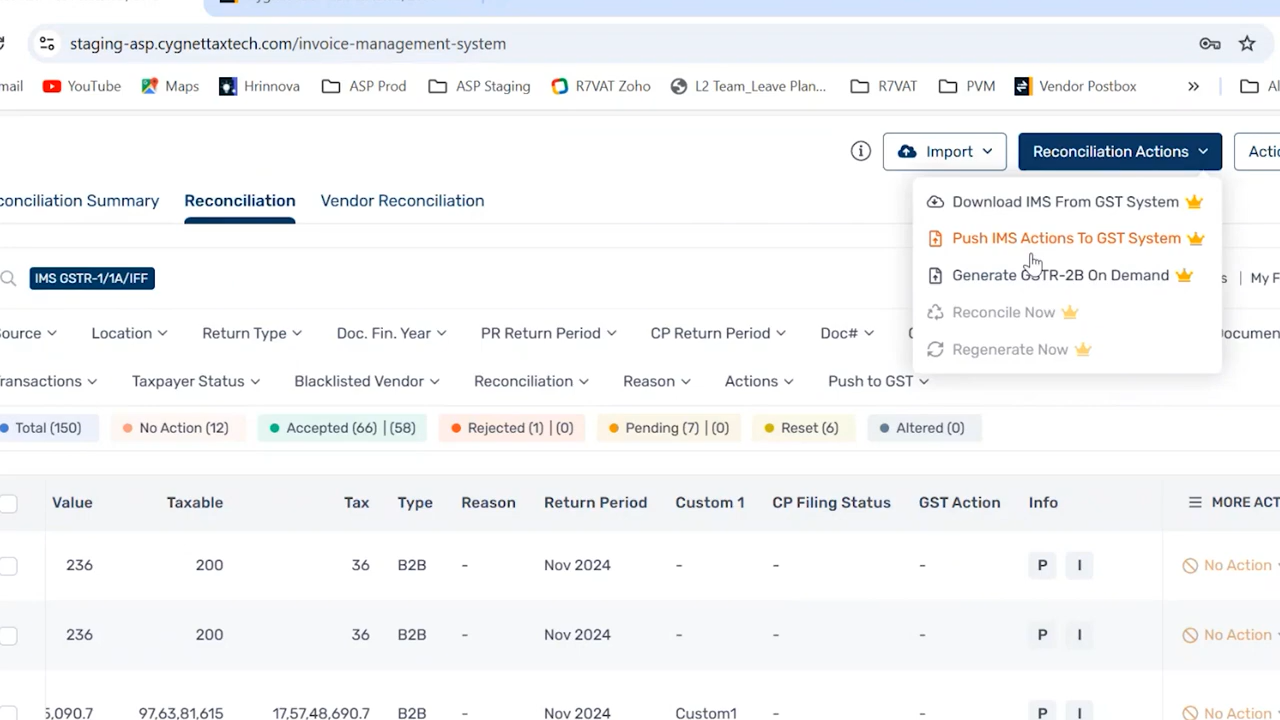 staging-asp.cygnettaxtech.com/invoice-management-system
mail YouTube Maps Hrinnova ASP Prod ASP Staging R7VAT Zoho L2 Team_Leave Plan... R7VAT PVM Vendor Postbox »
Import Reconciliation Actions
Reconciliation Summary Reconciliation Vendor Reconciliation
Download IMS From GST System
Push IMS Actions To GST System
IMS GSTR-1/1A/IFF Generate GSTR-2B On Demand | My F
Reconcile Now
ource Location Return Type Doc. Fin. Year PR Return Period CP Return Period Doc#
Regenerate Now
ransactions Taxpayer Status Blacklisted Vendor Reconciliation Reason Actions Push to GST
Total (150) No Action (12) Accepted (66) | (58) Rejected (1) | (0) Pending (7) | (0) Reset (6) Altered (0)
Value Taxable Tax Type Reason Return Period Custom 1 CP Filing Status GST Action Info MORE ACT
236 200 36 B2B - Nov 2024 - - - P I No Action
236 200 36 B2B - Nov 2024 - - - P I No Action
5,090.7 97,63,81,615 17,57,48,690.7 B2B - Nov 2024 Custom1 - - P I No Action